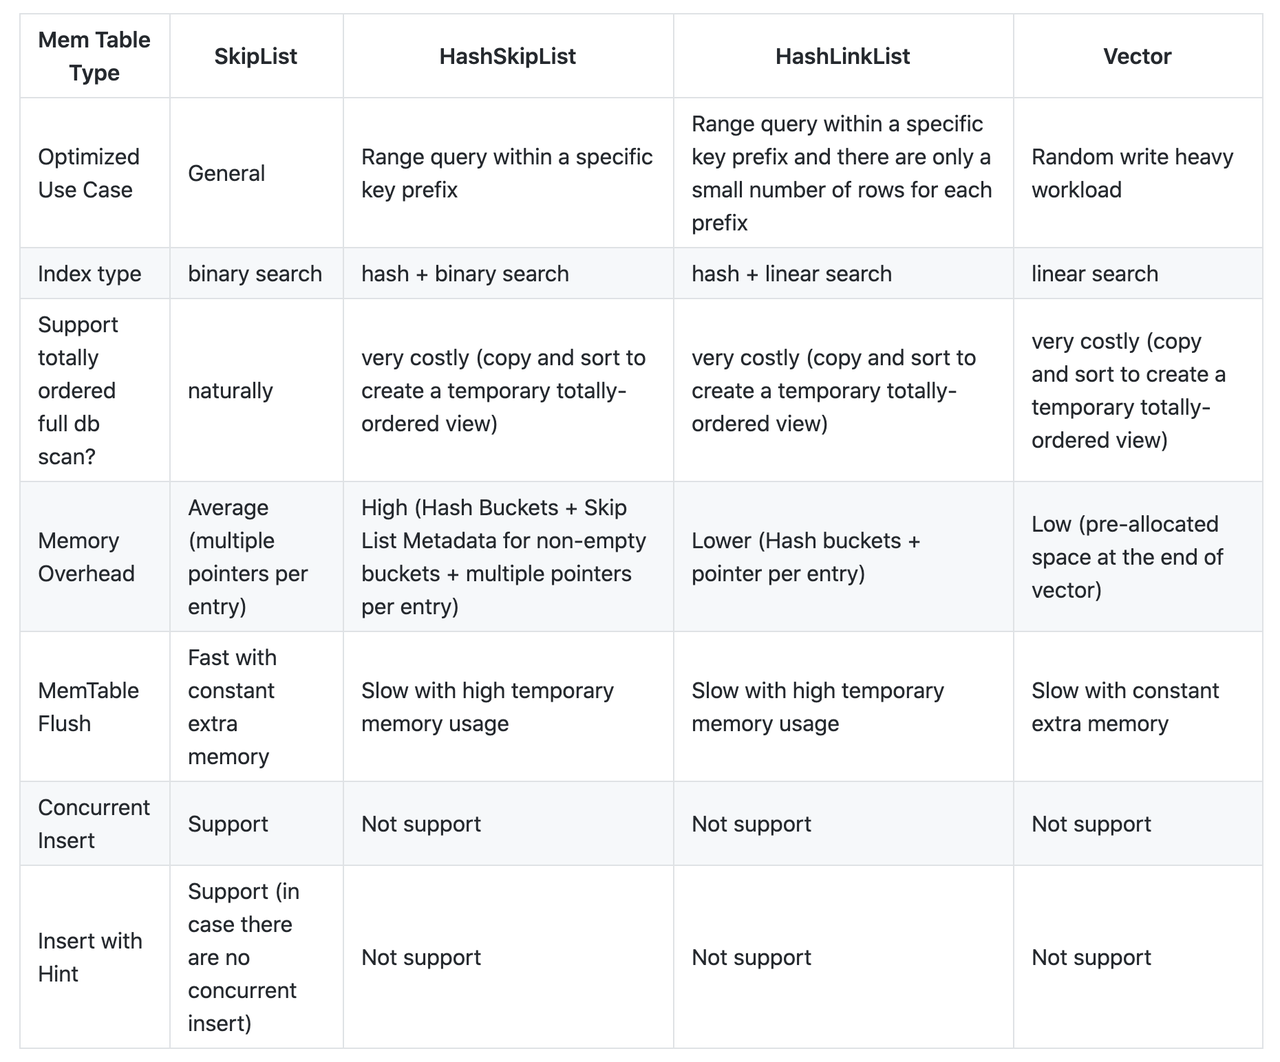 Mem Table
Type
SkipList
HashSkipList
HashLinkList
Vector
Optimized
Use Case
General
Range query within a specific
key prefix
Range query within a specific
key prefix and there are only a
small number of rows for each
prefix
Random write heavy
workload
Index type
binary search
hash + binary search
hash + linear search
linear search
Support
totally
ordered
full db
scan?
naturally
very costly (copy and sort to
create a temporary totally-
ordered view)
very costly (copy and sort to
create a temporary totally-
ordered view)
very costly (copy
and sort to create a
temporary totally-
ordered view)
Memory
Overhead
Average
(multiple
pointers per
entry)
High (Hash Buckets + Skip
List Metadata for non-empty
buckets + multiple pointers
per entry)
Lower (Hash buckets +
pointer per entry)
Low (pre-allocated
space at the end of
vector)
MemTable
Flush
Fast with
constant
extra
memory
Slow with high temporary
memory usage
Slow with high temporary
memory usage
Slow with constant
extra memory
Concurrent
Insert
Support
Not support
Not support
Not support
Insert with
Hint
Support (in
case there
are no
concurrent
insert)
Not support
Not support
Not support